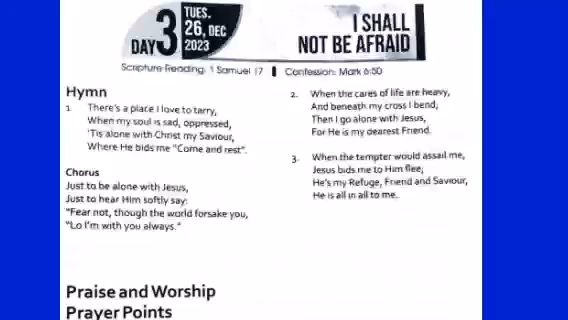 DAY 3
TUES.
26, DEC
2023
I SHALL
NOT BE AFRAID
Scripture Reading: 1 Samuel 17 | Confession: Mark 6:50
Hymn
1. There's a place I love to tarry,
When my soul is sad, oppressed,
'Tis alone with Christ my Saviour,
Where He bids me "Come and rest".
Chorus
Just to be alone with Jesus,
Just to hear Him softly say:
"Fear not, though the world forsake you,
"Lo I'm with you always."
2. When the cares of life are heavy,
And beneath my cross I bend,
Then I go alone with Jesus,
For He is my dearest Friend.
3. When the tempter would assail me,
Jesus bids me to Him flee;
He's my Refuge, Friend and Saviour,
He is all in all to me.
Praise and Worship
Prayer Points